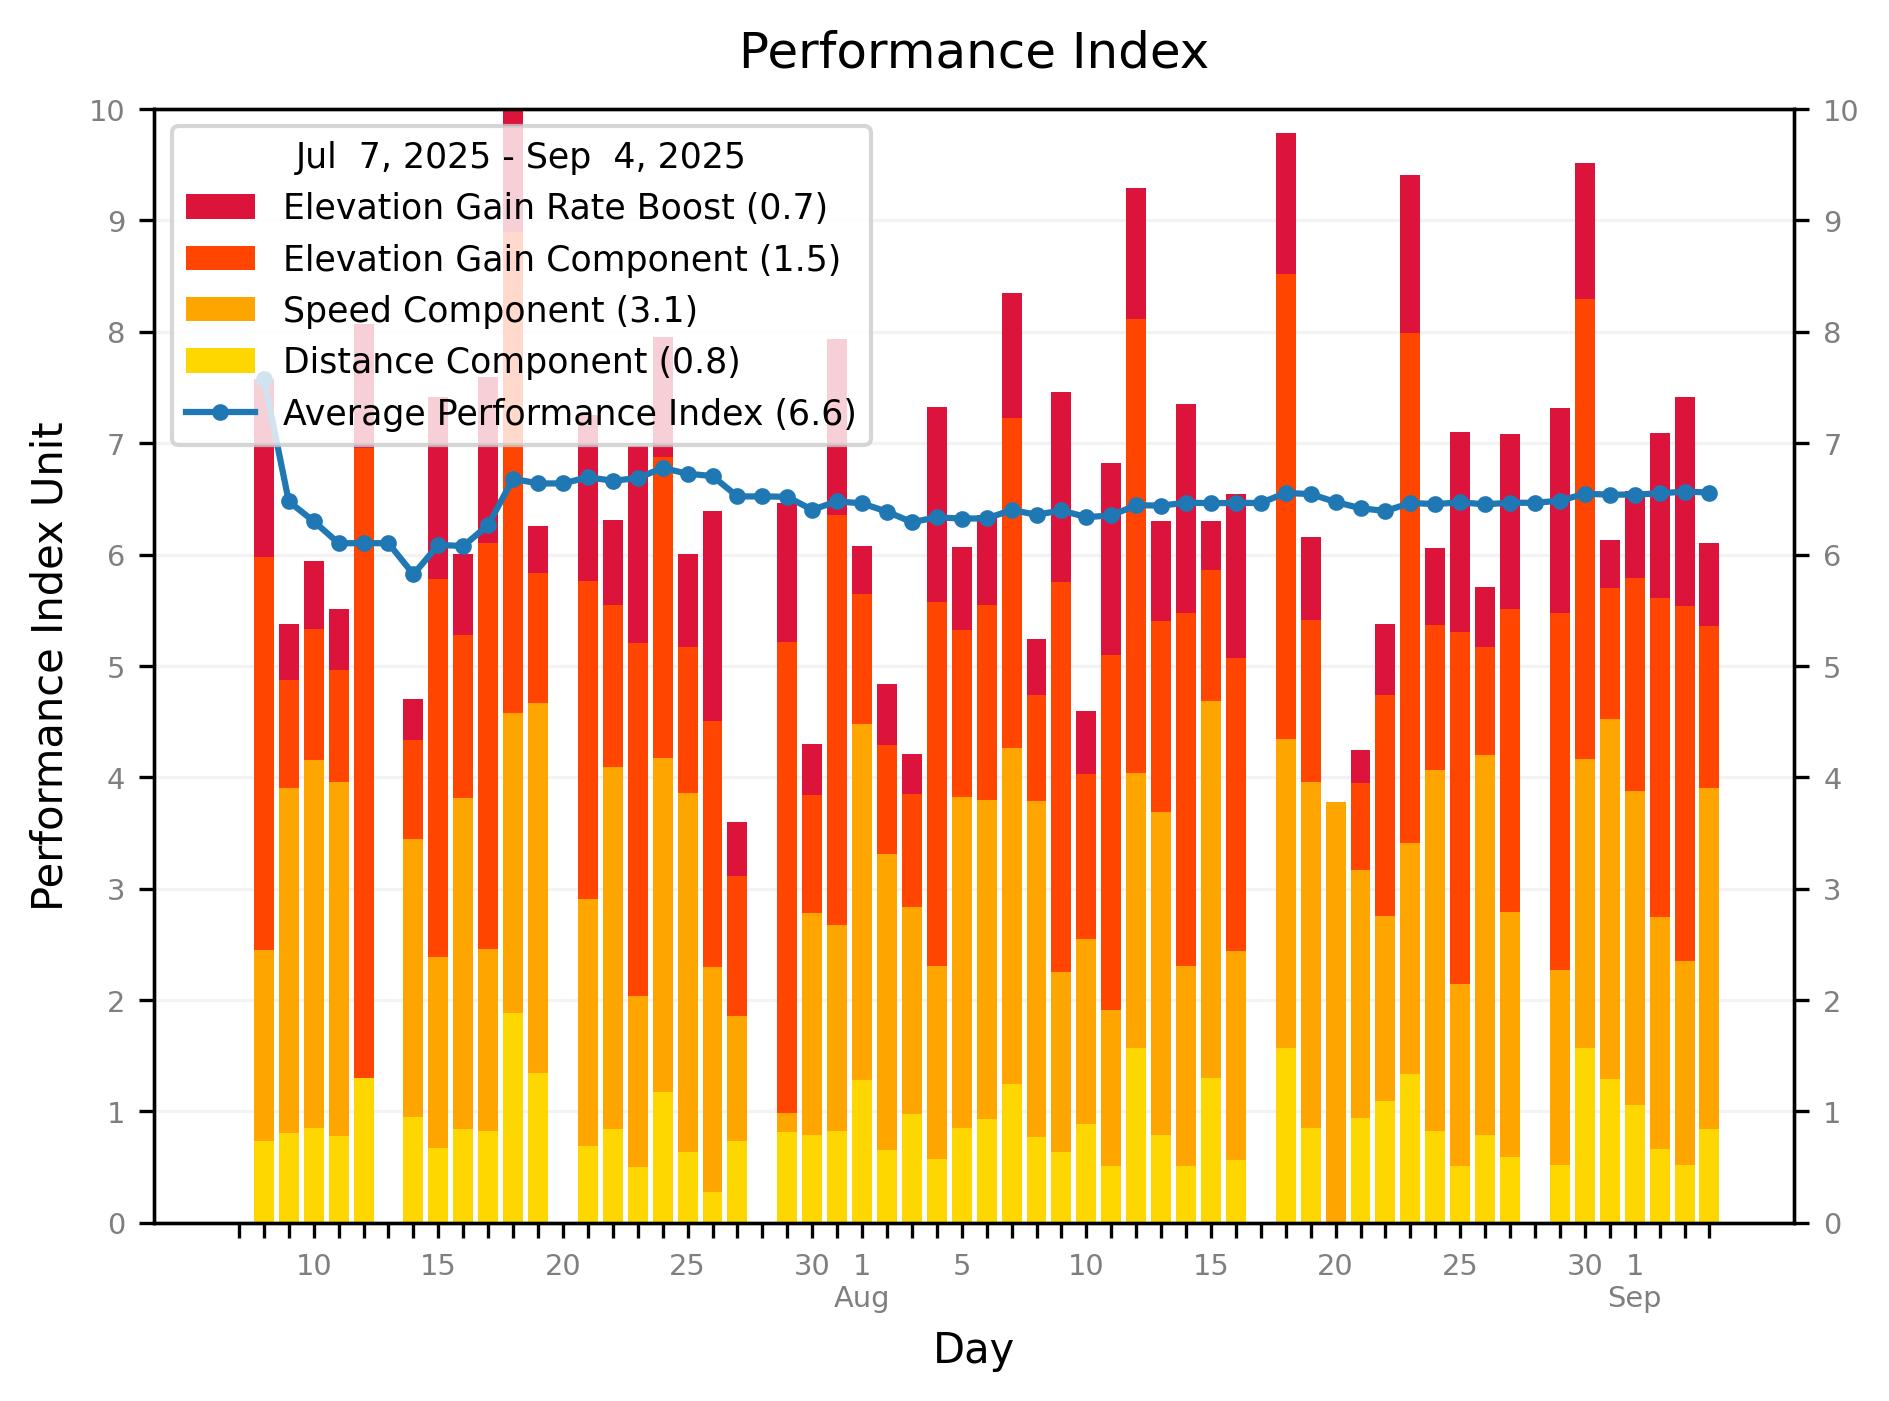 Performance Index
Jul  7, 2025 - Sep  4, 2025
Elevation Gain Rate Boost (0.7)
Elevation Gain Component (1.5)
Speed Component (3.1)
Distance Component (0.8)
Average Performance Index (6.6)
Performance Index Unit
10
9
8
7
6
5
4
3
2
1
0
10
9
8
7
6
5
4
3
2
1
0
10 15 20 25 30 1 5 10 15 20 25 30 1
Aug Sep
Day